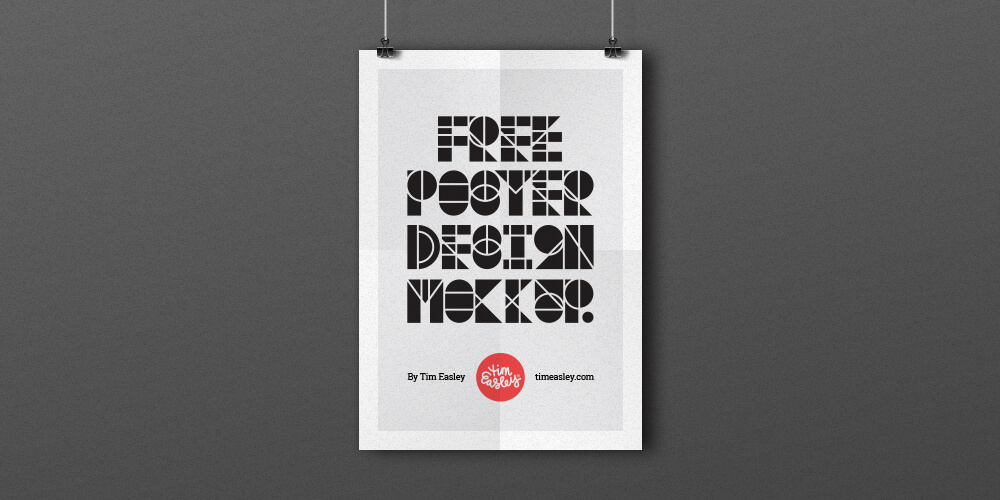 FREE
POSTER
DESIGN
MOCKUP.
By Tim Easley
Tim
Easley
timeasley.com